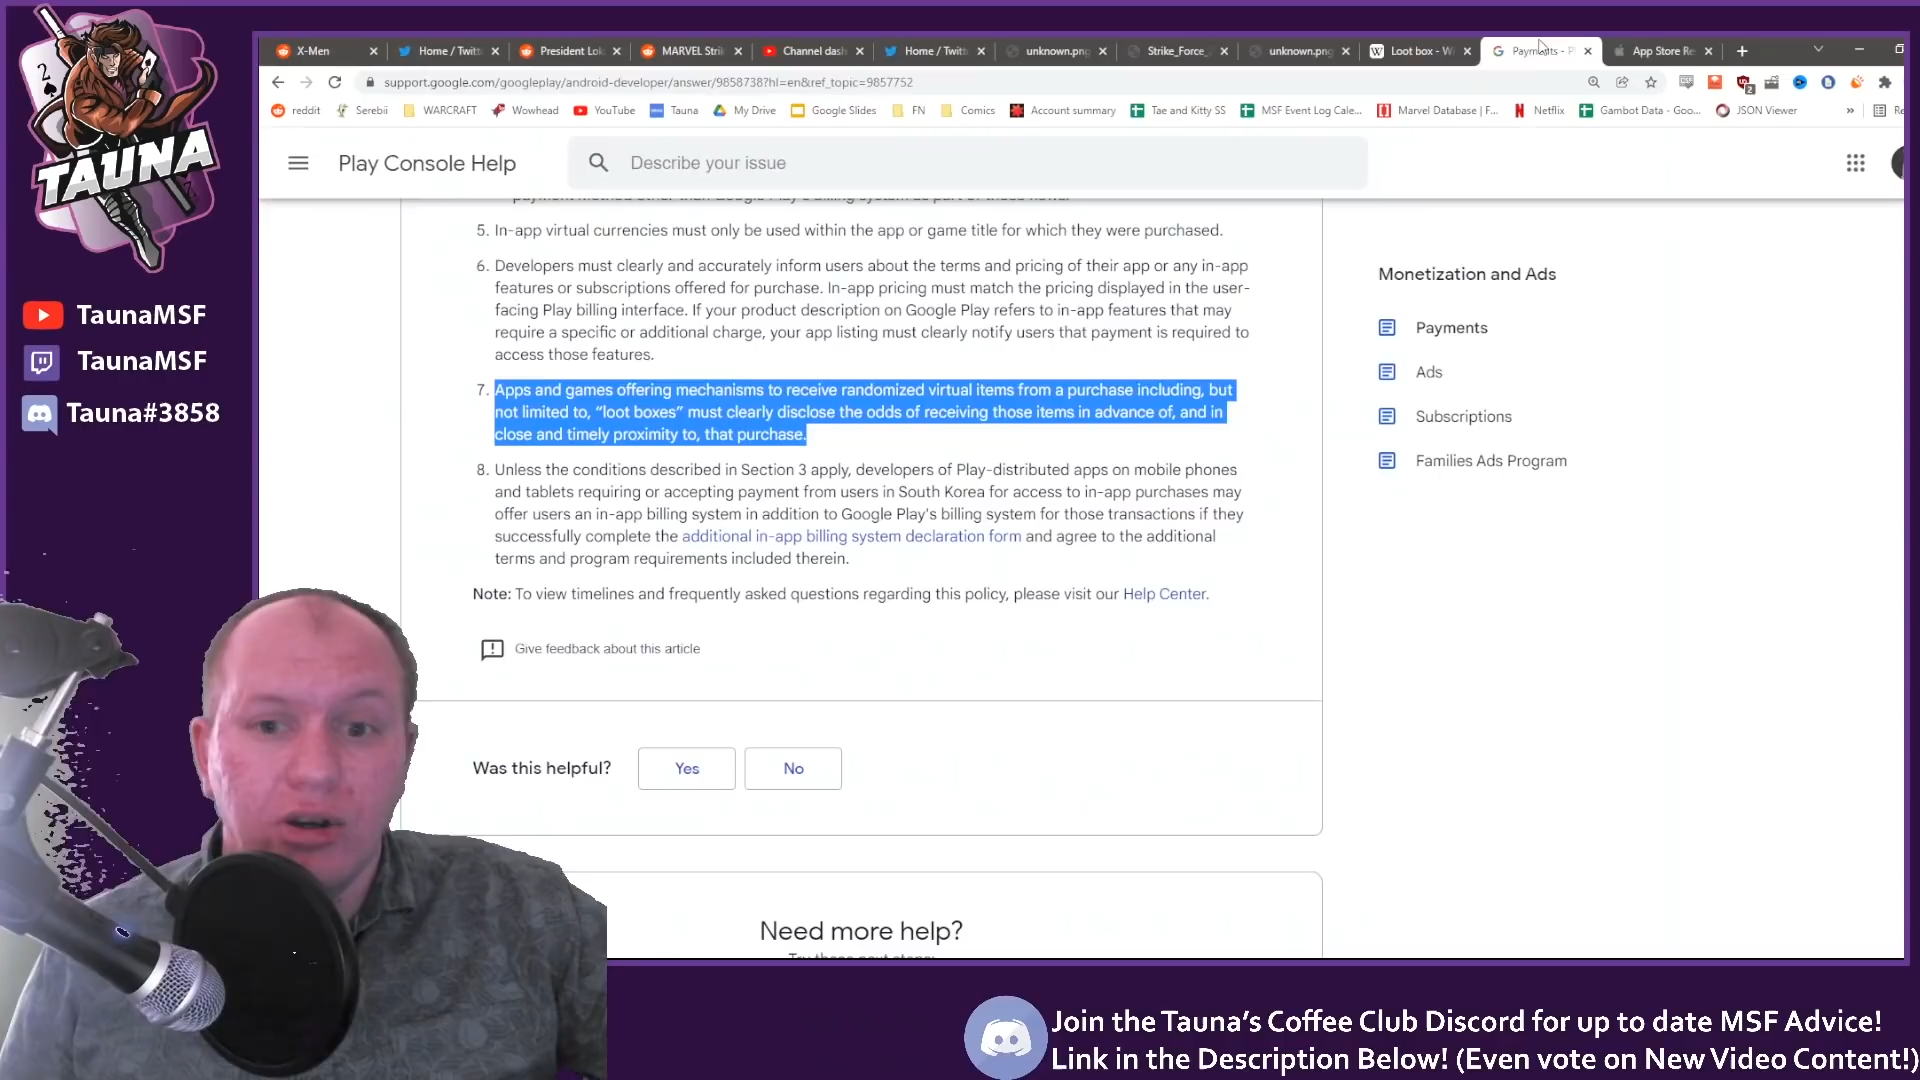 X-Men
Home / Twitt
President Lok
MARVEL Strik
Channel dash
Home / Twitt
unknown.png
Strike_Force_
unknown.png
Loot box - W
Payments - P
App Store Re
support.google.com/googleplay/android-developer/answer/9858738?hl=en&ref_topic=9857752
2
reddit
Serebii
WARCRAFT
Wowhead
YouTube
Tauna
My Drive
Google Slides
FN
Comics
Account summary
Tae and Kitty SS
MSF Event Log Cale...
Marvel Database | F...
Netflix
Gambot Data - Goo...
JSON Viewer
»
Re
Play Console Help
Describe your issue
5. In-app virtual currencies must only be used within the app or game title for which they were purchased.
6. Developers must clearly and accurately inform users about the terms and pricing of their app or any in-app
features or subscriptions offered for purchase. In-app pricing must match the pricing displayed in the user-
facing Play billing interface. If your product description on Google Play refers to in-app features that may
require a specific or additional charge, your app listing must clearly notify users that payment is required to
access those features.
7. Apps and games offering mechanisms to receive randomized virtual items from a purchase including, but
not limited to, “loot boxes” must clearly disclose the odds of receiving those items in advance of, and in
close and timely proximity to, that purchase.
8. Unless the conditions described in Section 3 apply, developers of Play-distributed apps on mobile phones
and tablets requiring or accepting payment from users in South Korea for access to in-app purchases may
offer users an in-app billing system in addition to Google Play's billing system for those transactions if they
successfully complete the additional in-app billing system declaration form and agree to the additional
terms and program requirements included therein.
Note: To view timelines and frequently asked questions regarding this policy, please visit our Help Center.
Give feedback about this article
Was this helpful?
Yes
No
Need more help?
Monetization and Ads
Payments
Ads
Subscriptions
Families Ads Program
2
TAUNA
TaunaMSF
TaunaMSF
Tauna#3858
Join the Tauna's Coffee Club Discord for up to date MSF Advice!
Link in the Description Below! (Even vote on New Video Content!)